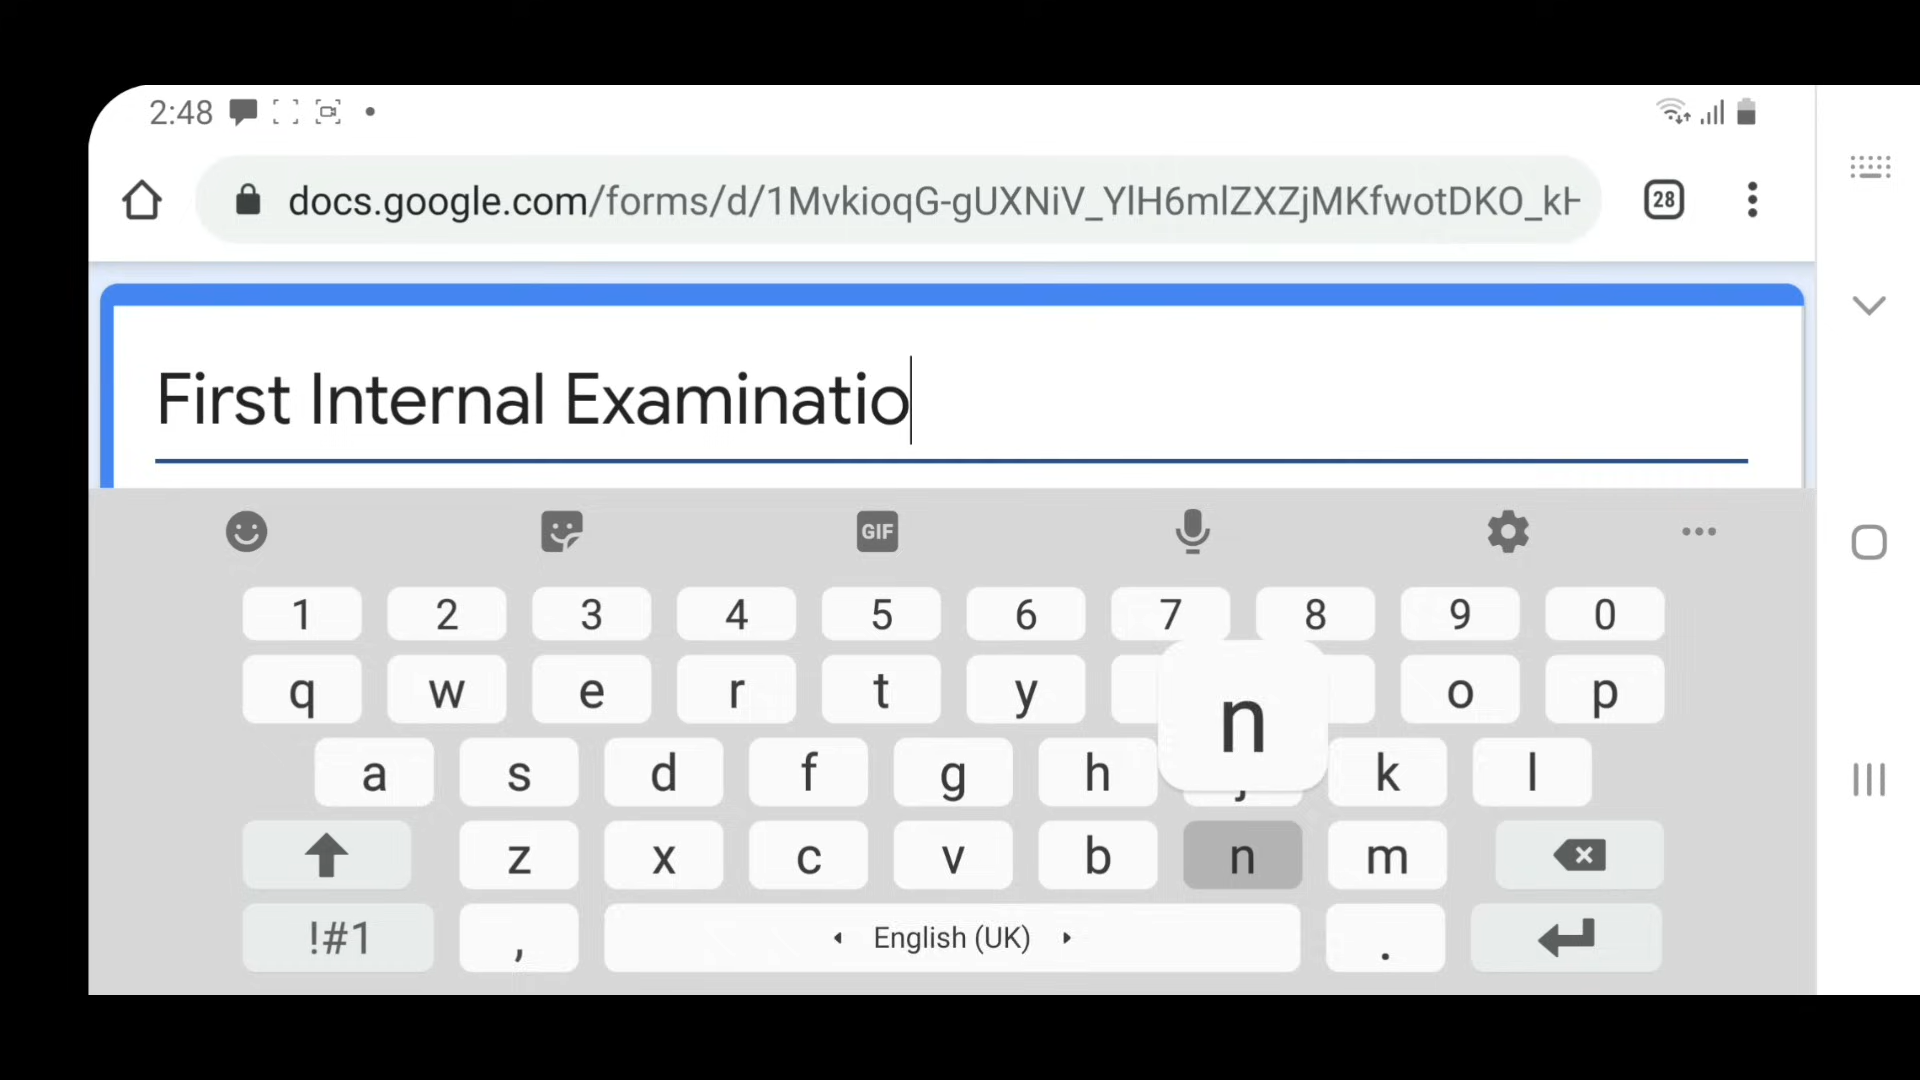 2:48
docs.google.com/forms/d/1MvkioqG-gUXNiV_YlH6mlZXZjMKfwotDKO_kH
28
First Internal Examinatio
GIF
1 2 3 4 5 6 7 8 9 0
q w e r t y o p
n
a s d f g h j k l
z x c v b n m
!#1 , English (UK) .